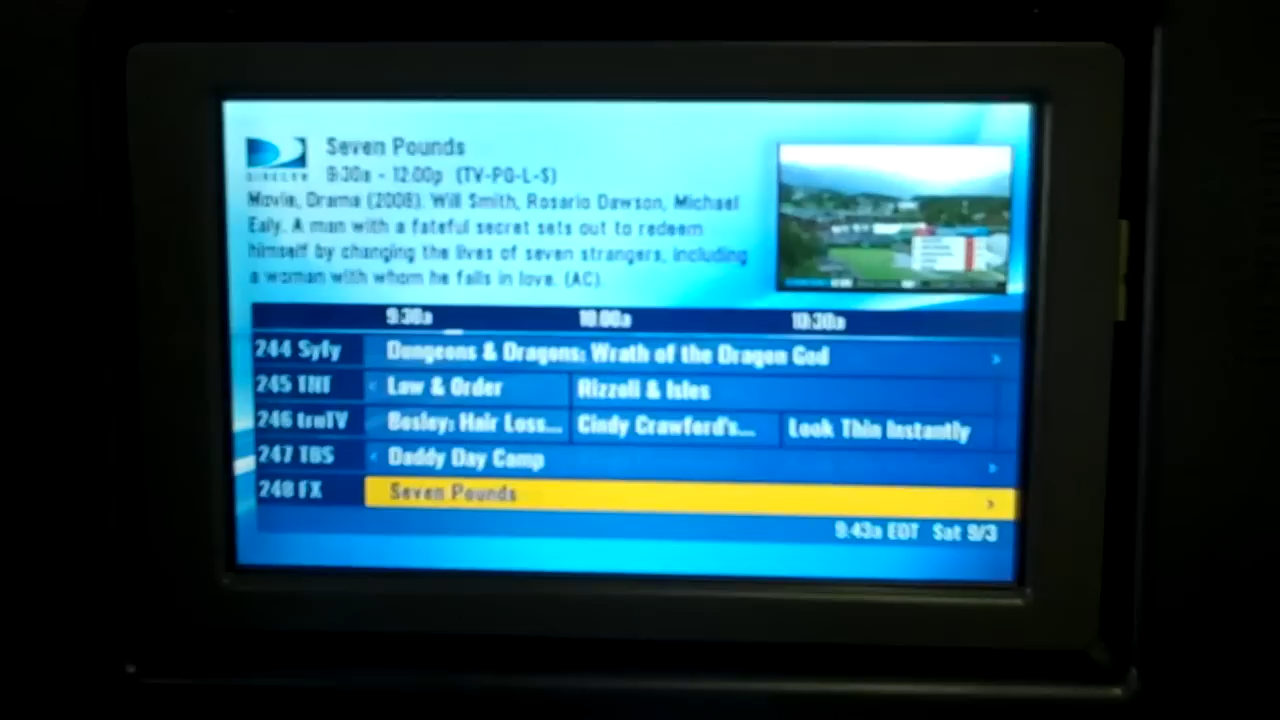 Seven Pounds
DIRECTV
9:30a - 12:00p (TV-PG-L-S)
Movie, Drama (2008). Will Smith, Rosario Dawson, Michael
Ealy. A man with a fateful secret sets out to redeem
himself by changing the lives of seven strangers, including
a woman with whom he falls in love. (AC)
9:30a 10:00a 10:30a
244 Syfy Dungeons & Dragons: Wrath of the Dragon God >
245 TNT < Law & Order Rizzoli & Isles
246 truTV Bosley: Hair Loss... Cindy Crawford's... Look Thin Instantly
247 TBS < Daddy Day Camp >
248 FX Seven Pounds >
9:43a EDT Sat 9/3